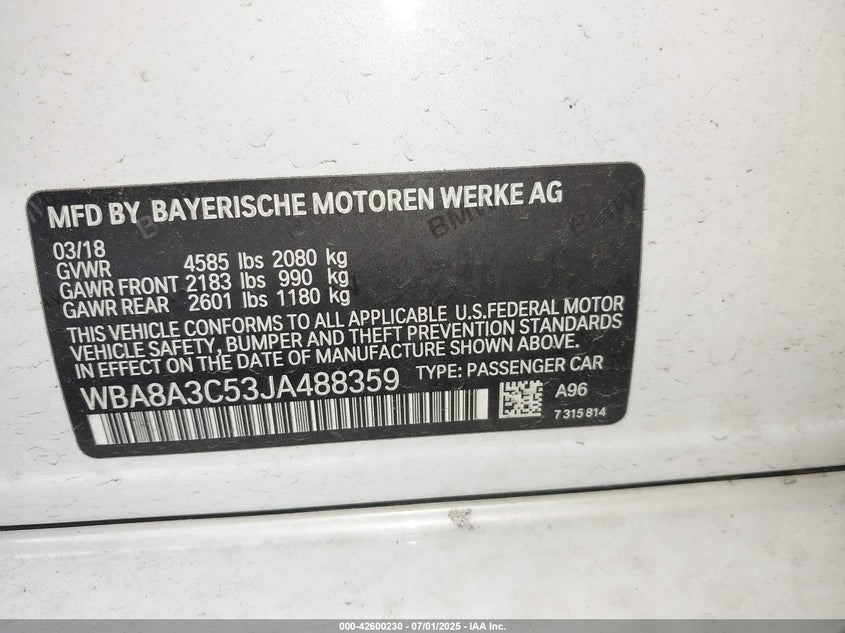 MFD BY BAYERISCHE MOTOREN WERKE AG
03/18
GVWR 4585 lbs 2080 kg
GAWR FRONT 2183 lbs 990 kg
GAWR REAR 2601 lbs 1180 kg
THIS VEHICLE CONFORMS TO ALL APPLICABLE U.S.FEDERAL MOTOR
VEHICLE SAFETY, BUMPER AND THEFT PREVENTION STANDARDS
IN EFFECT ON THE DATE OF MANUFACTURE SHOWN ABOVE.
WBA8A3C53JA488359 TYPE: PASSENGER CAR
A96
7 315 814
BMW
000-42600230 - 07/01/2025 - IAA Inc.